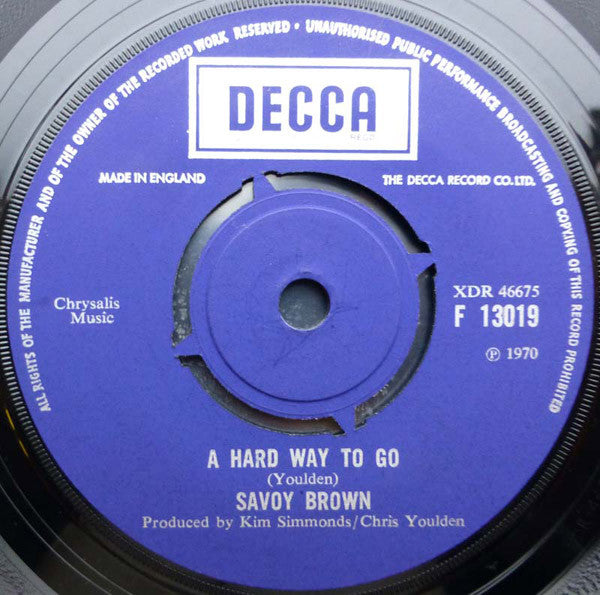 ALL RIGHTS OF THE MANUFACTURER AND OF THE OWNER OF THE RECORDED WORK RESERVED • UNAUTHORISED PUBLIC PERFORMANCE BROADCASTING AND COPYING OF THIS RECORD PROHIBITED
DECCA
REGD
MADE IN ENGLAND
THE DECCA RECORD CO. LTD.
Chrysalis
Music
XDR 46675
F 13019
℗ 1970
A HARD WAY TO GO
(Youlden)
SAVOY BROWN
Produced by Kim Simmonds/Chris Youlden